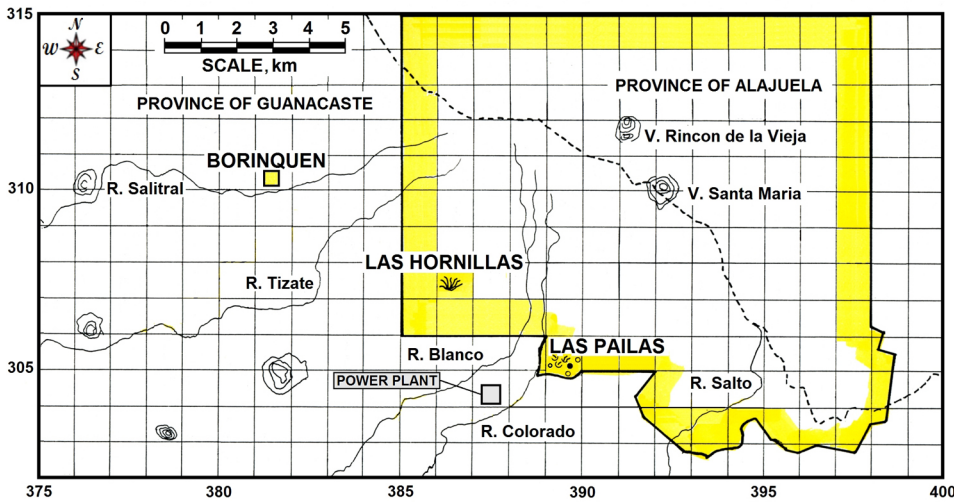 315
N
W E
S
0 1 2 3 4 5
SCALE, km
PROVINCE OF GUANACASTE
PROVINCE OF ALAJUELA
V. Rincon de la Vieja
BORINQUEN
310
R. Salitral
V. Santa Maria
LAS HORNILLAS
R. Tizate
R. Blanco
LAS PAILAS
305
POWER PLANT
R. Salto
R. Colorado
375 380 385 390 395 400